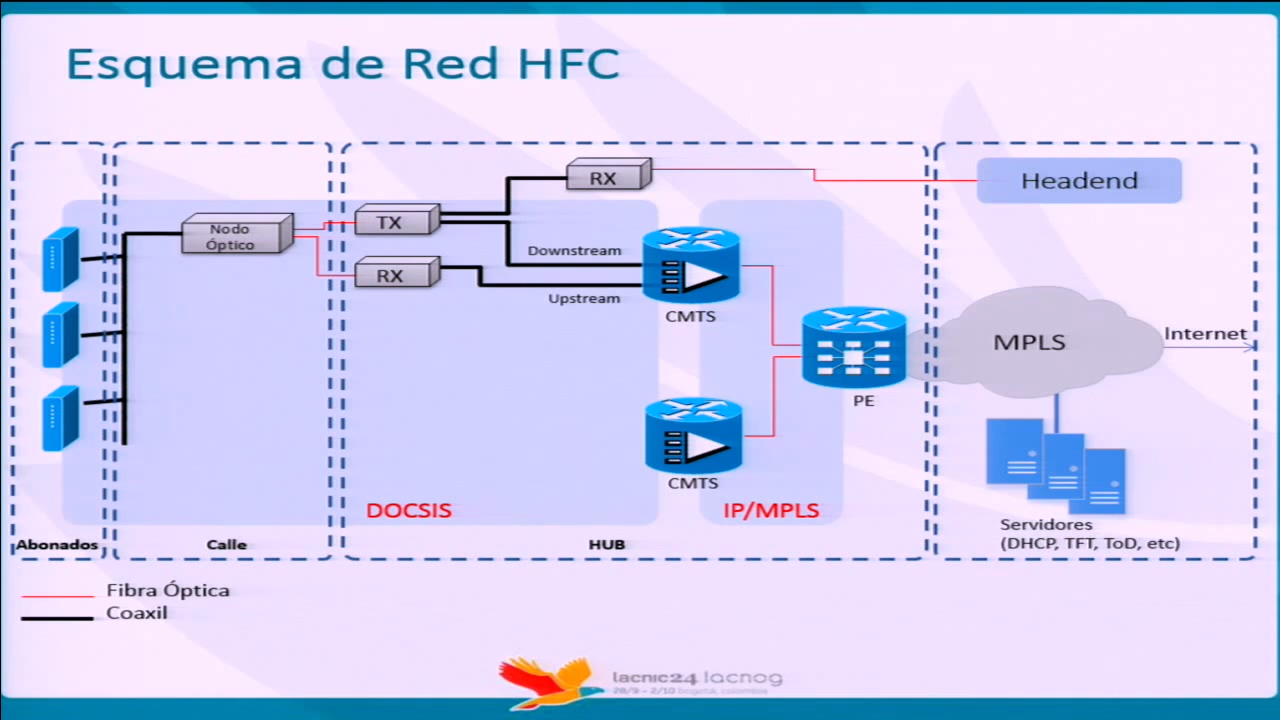 Esquema de Red HFC
RX
Headend
Nodo
Óptico
TX
Downstream
RX
Upstream
CMTS
MPLS
Internet
PE
CMTS
DOCSIS
IP/MPLS
Servidores
(DHCP, TFT, ToD, etc)
Abonados
Calle
HUB
Fibra Óptica
Coaxil
lacnic24 lacnog
28/9 - 2/10 bogotá, colombia